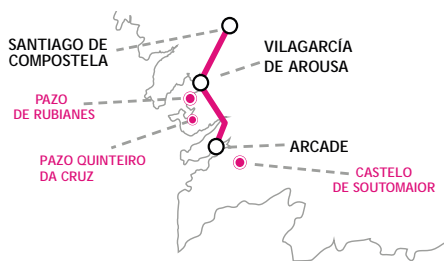 SANTIAGO DE
COMPOSTELA
VILAGARCÍA
DE AROUSA
PAZO
DE RUBIANES
PAZO QUINTEIRO
DA CRUZ
ARCADE
CASTELO
DE SOUTOMAIOR